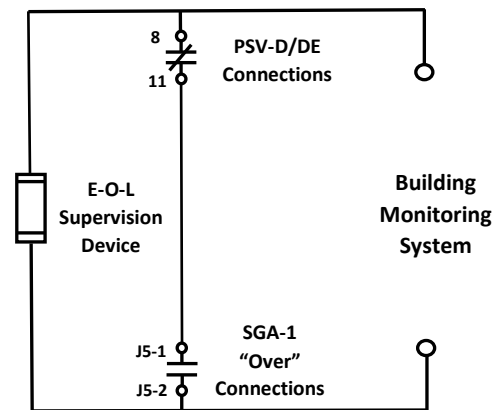 8
11
PSV-D/DE
Connections
E-O-L
Supervision
Device
Building
Monitoring
System
J5-1
J5-2
SGA-1
“Over”
Connections